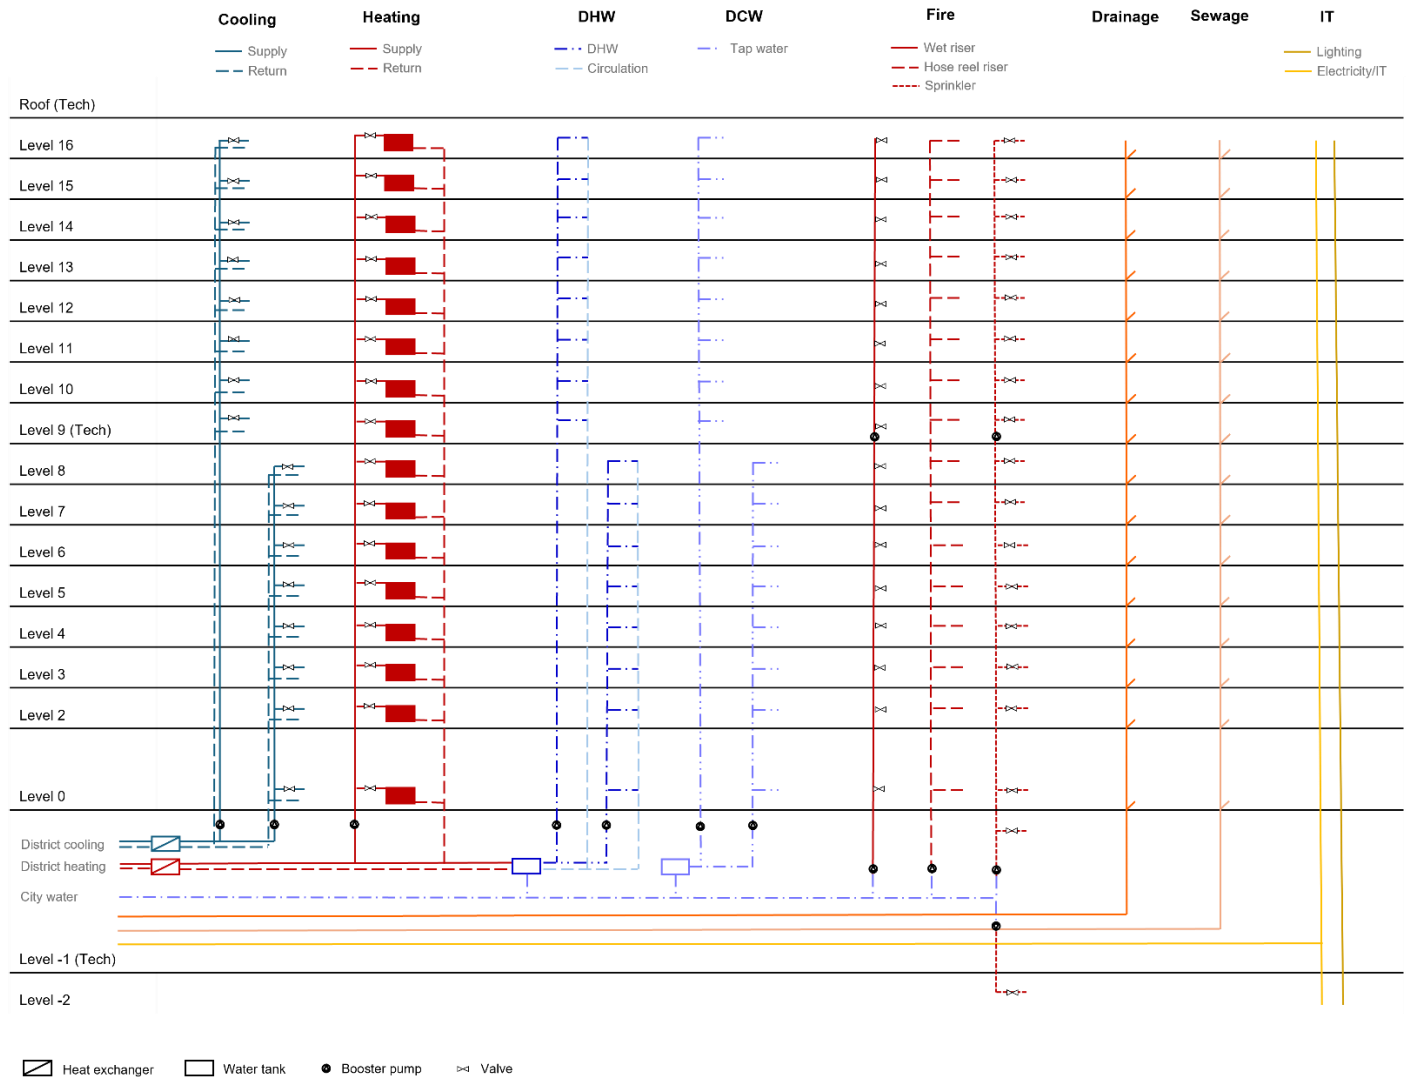 Cooling Heating DHW DCW Fire Drainage Sewage IT
Supply Supply DHW Tap water Wet riser Lighting
Return Return Circulation Hose reel riser Electricity/IT
Sprinkler
Roof (Tech)
Level 16
Level 15
Level 14
Level 13
Level 12
Level 11
Level 10
Level 9 (Tech)
Level 8
Level 7
Level 6
Level 5
Level 4
Level 3
Level 2
Level 0
District cooling
District heating
City water
Level -1 (Tech)
Level -2
Heat exchanger Water tank Booster pump Valve